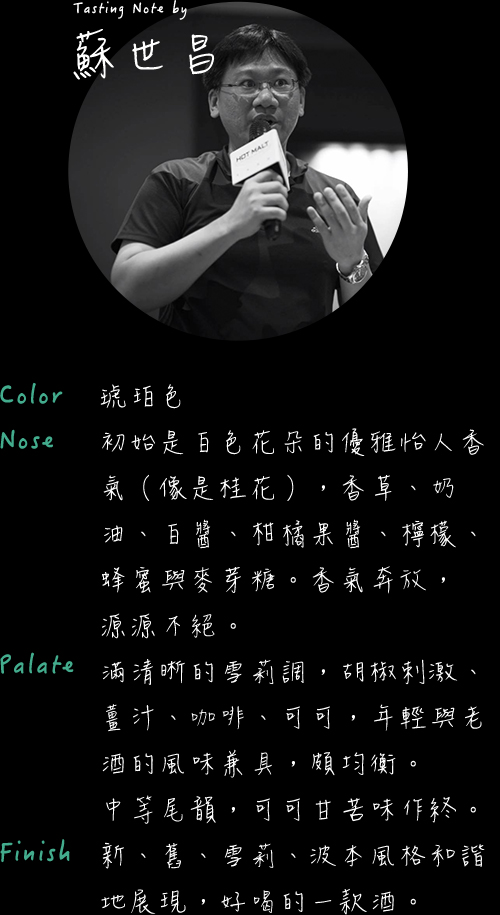 Tasting Note by
蘇世昌
HOT MALT
Color 琥珀色
Nose 初始是白色花朵的優雅怡人香
氣（像是桂花），香草、奶
油、白醬、柑橘果醬、檸檬、
蜂蜜與麥芽糖。香氣奔放，
源源不絕。
Palate 滿清晰的雪莉調，胡椒刺激、
薑汁、咖啡、可可，年輕與老
酒的風味兼具，頗均衡。
中等尾韻，可可甘苦味作終。
Finish 新、舊、雪莉、波本風格和諧
地展現，好喝的一款酒。